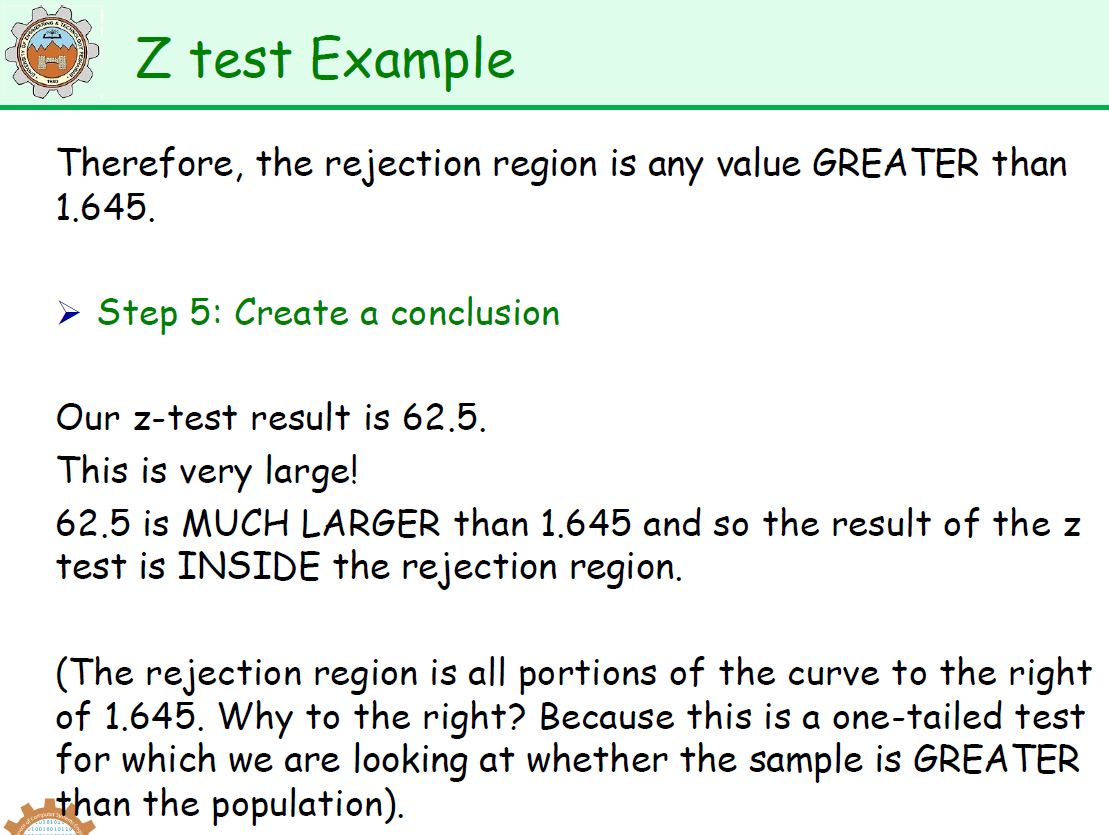 Z test Example
Therefore, the rejection region is any value GREATER than
1.645.
Step 5: Create a conclusion
Our z-test result is 62.5.
This is very large!
62.5 is MUCH LARGER than 1.645 and so the result of the z
test is INSIDE the rejection region.
(The rejection region is all portions of the curve to the right
of 1.645. Why to the right? Because this is a one-tailed test
for which we are looking at whether the sample is GREATER
than the population).